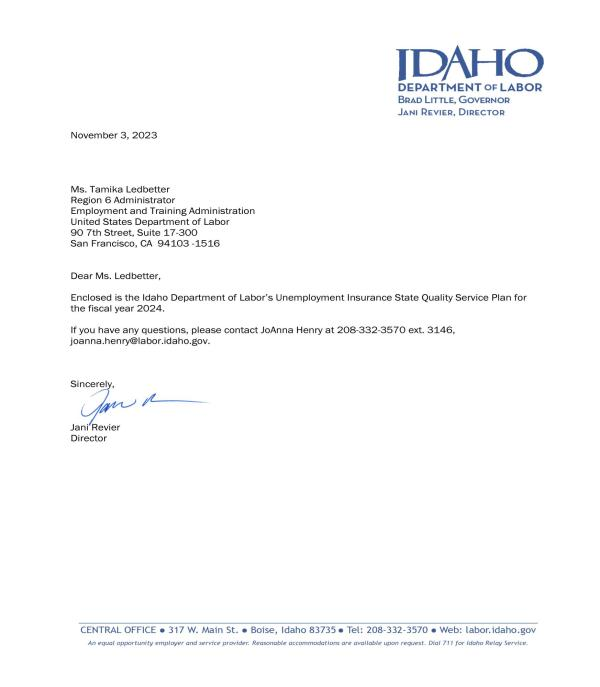 IDAHO
DEPARTMENT OF LABOR
BRAD LITTLE, GOVERNOR
JANI REVIER, DIRECTOR
November 3, 2023
Ms. Tamika Ledbetter
Region 6 Administrator
Employment and Training Administration
United States Department of Labor
90 7th Street, Suite 17-300
San Francisco, CA 94103 -1516
Dear Ms. Ledbetter,
Enclosed is the Idaho Department of Labor's Unemployment Insurance State Quality Service Plan for
the fiscal year 2024.
If you have any questions, please contact JoAnna Henry at 208-332-3570 ext. 3146,
joanna.henry@labor.idaho.gov.
Sincerely,
Jani Revier
Director
CENTRAL OFFICE ● 317 W. Main St. ● Boise, Idaho 83735 ● Tel: 208-332-3570 ● Web: labor.idaho.gov
An equal opportunity employer and service provider. Reasonable accommodations are available upon request. Dial 711 for Idaho Relay Service.